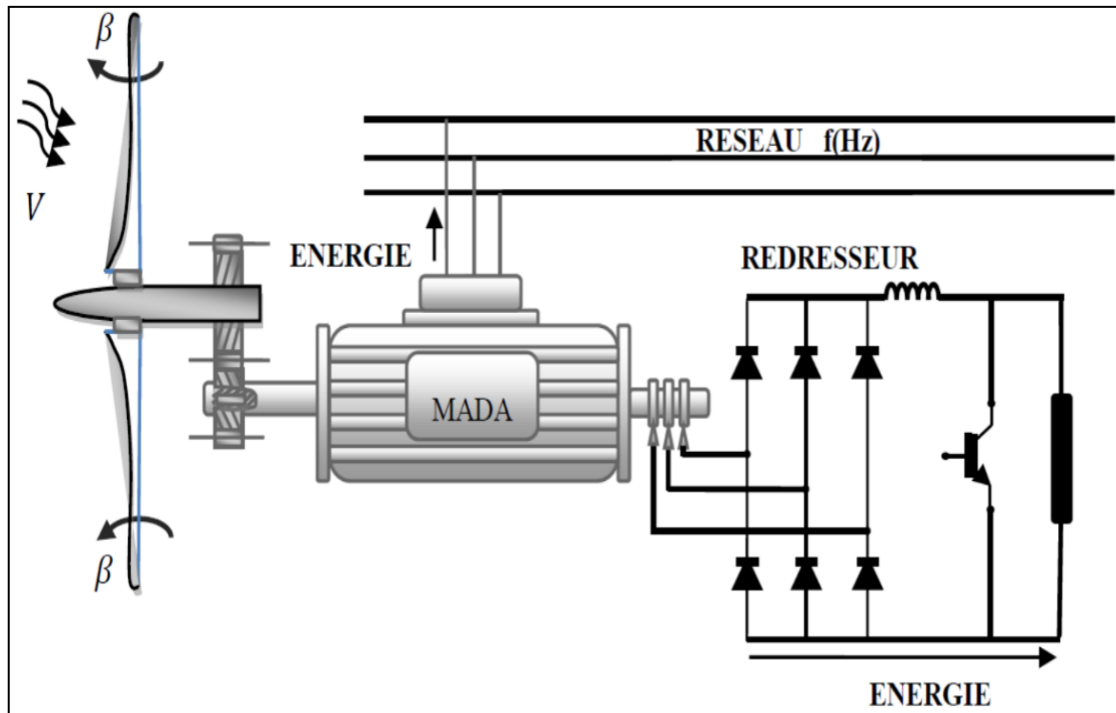 β
V
RESEAU f(Hz)
ENERGIE
REDRESSEUR
MADA
β
ENERGIE